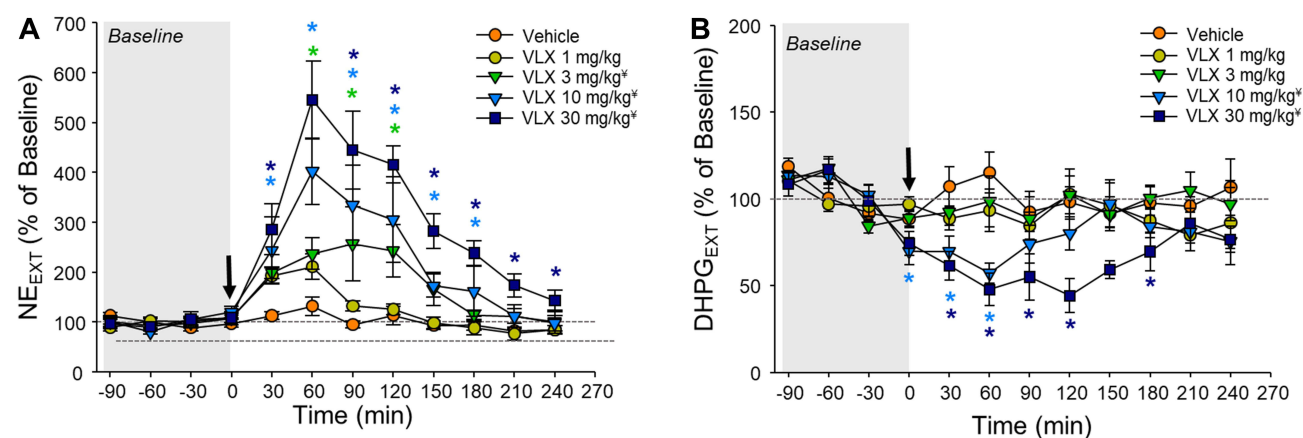 A
Baseline
Vehicle
VLX 1 mg/kg
VLX 3 mg/kg¥
VLX 10 mg/kg¥
VLX 30 mg/kg¥
NEEXT (% of Baseline)
700
600
500
400
300
200
100
0
* * * * * * * * * * * * * * *
-90 -60 -30 0 30 60 90 120 150 180 210 240 270
Time (min)
B
Baseline
Vehicle
VLX 1 mg/kg
VLX 3 mg/kg
VLX 10 mg/kg¥
VLX 30 mg/kg¥
DHPGEXT (% of Baseline)
200
150
100
50
0
* * * * * * * *
-90 -60 -30 0 30 60 90 120 150 180 210 240 270
Time (min)